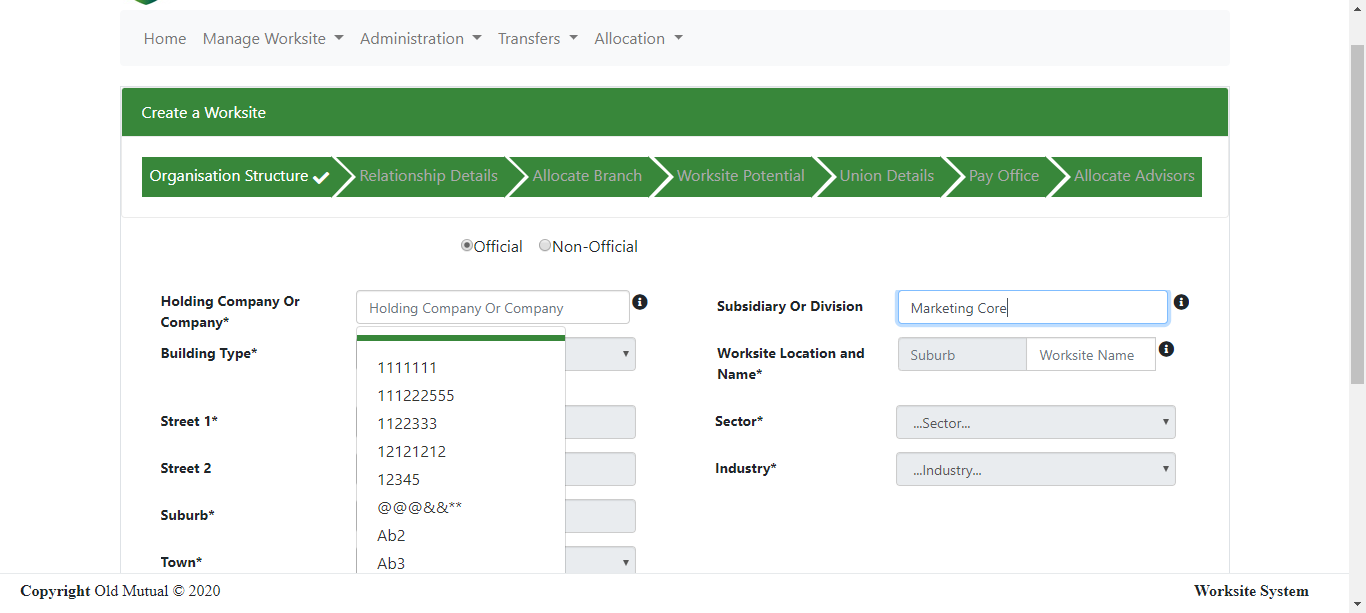 Home Manage Worksite Administration Transfers Allocation
Create a Worksite
Organisation Structure Relationship Details Allocate Branch Worksite Potential Union Details Pay Office Allocate Advisors
Official Non-Official
Holding Company Or Company*
Holding Company Or Company
Subsidiary Or Division
Marketing Core
Building Type*
Worksite Location and Name*
Suburb
Worksite Name
1111111
111222555
1122333
12121212
12345
@@@&&**
Ab2
Ab3
Street 1*
Sector*
...Sector...
Street 2
Industry*
...Industry...
Suburb*
Town*
Copyright Old Mutual © 2020
Worksite System